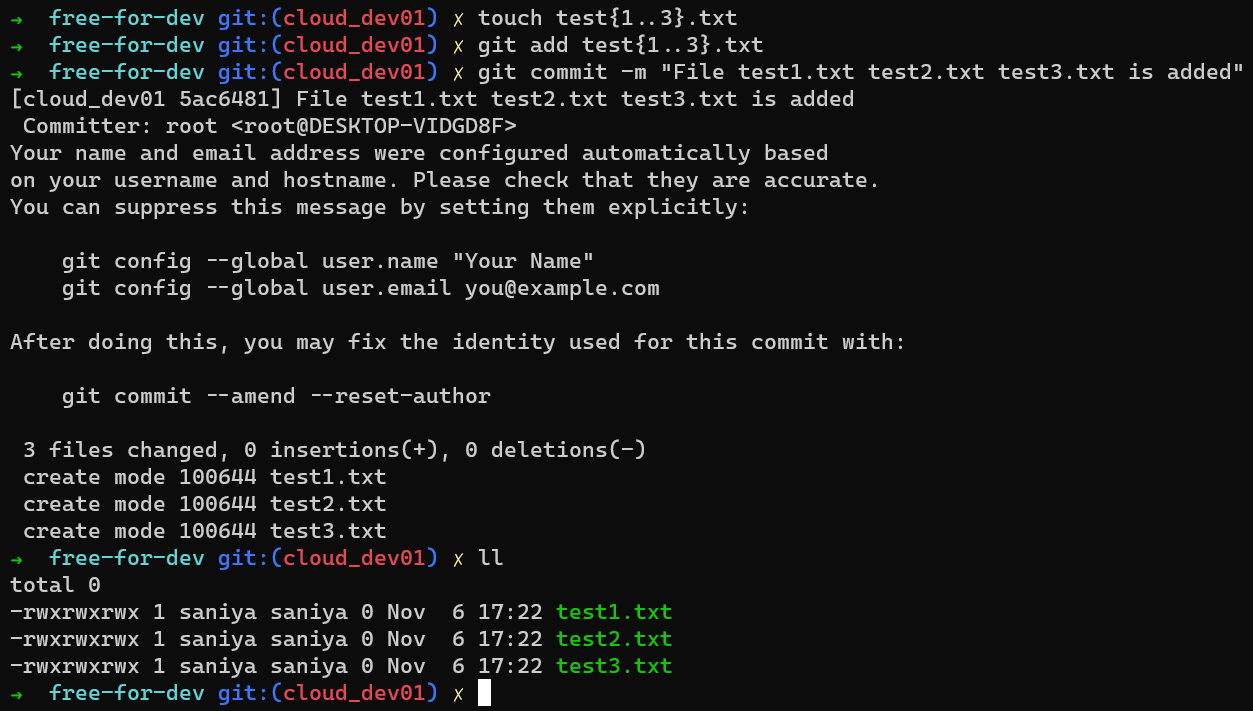 →  free-for-dev git:(cloud_dev01) ✗ touch test{1..3}.txt
→  free-for-dev git:(cloud_dev01) ✗ git add test{1..3}.txt
→  free-for-dev git:(cloud_dev01) ✗ git commit -m "File test1.txt test2.txt test3.txt is added"
[cloud_dev01 5ac6481] File test1.txt test2.txt test3.txt is added
 Committer: root <root@DESKTOP-VIDGD8F>
Your name and email address were configured automatically based
on your username and hostname. Please check that they are accurate.
You can suppress this message by setting them explicitly:

    git config --global user.name "Your Name"
    git config --global user.email you@example.com

After doing this, you may fix the identity used for this commit with:

    git commit --amend --reset-author

 3 files changed, 0 insertions(+), 0 deletions(-)
 create mode 100644 test1.txt
 create mode 100644 test2.txt
 create mode 100644 test3.txt
→  free-for-dev git:(cloud_dev01) ✗ ll
total 0
-rwxrwxrwx 1 saniya saniya 0 Nov  6 17:22 test1.txt
-rwxrwxrwx 1 saniya saniya 0 Nov  6 17:22 test2.txt
-rwxrwxrwx 1 saniya saniya 0 Nov  6 17:22 test3.txt
→  free-for-dev git:(cloud_dev01) ✗